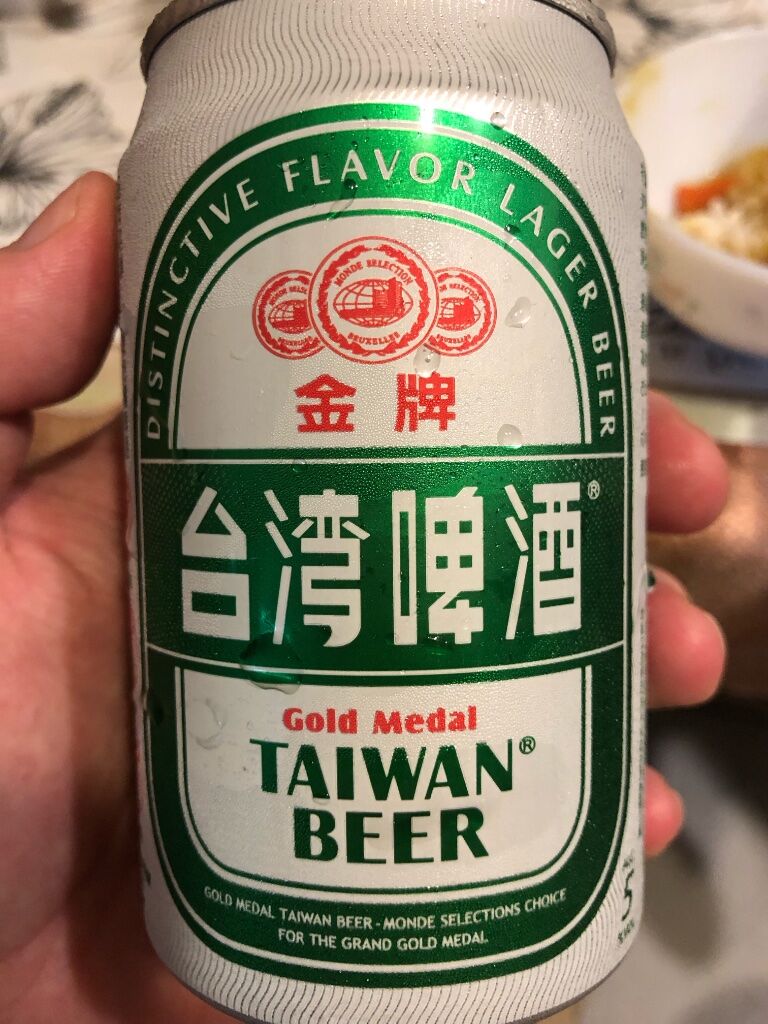 DISTINCTIVE FLAVOR LAGER BEER
MONDE SELECTION
BRUXELLES
金牌
台湾啤酒®
Gold Medal
TAIWAN®
BEER
GOLD MEDAL TAIWAN BEER - MONDE SELECTIONS CHOICE
FOR THE GRAND GOLD MEDAL
5